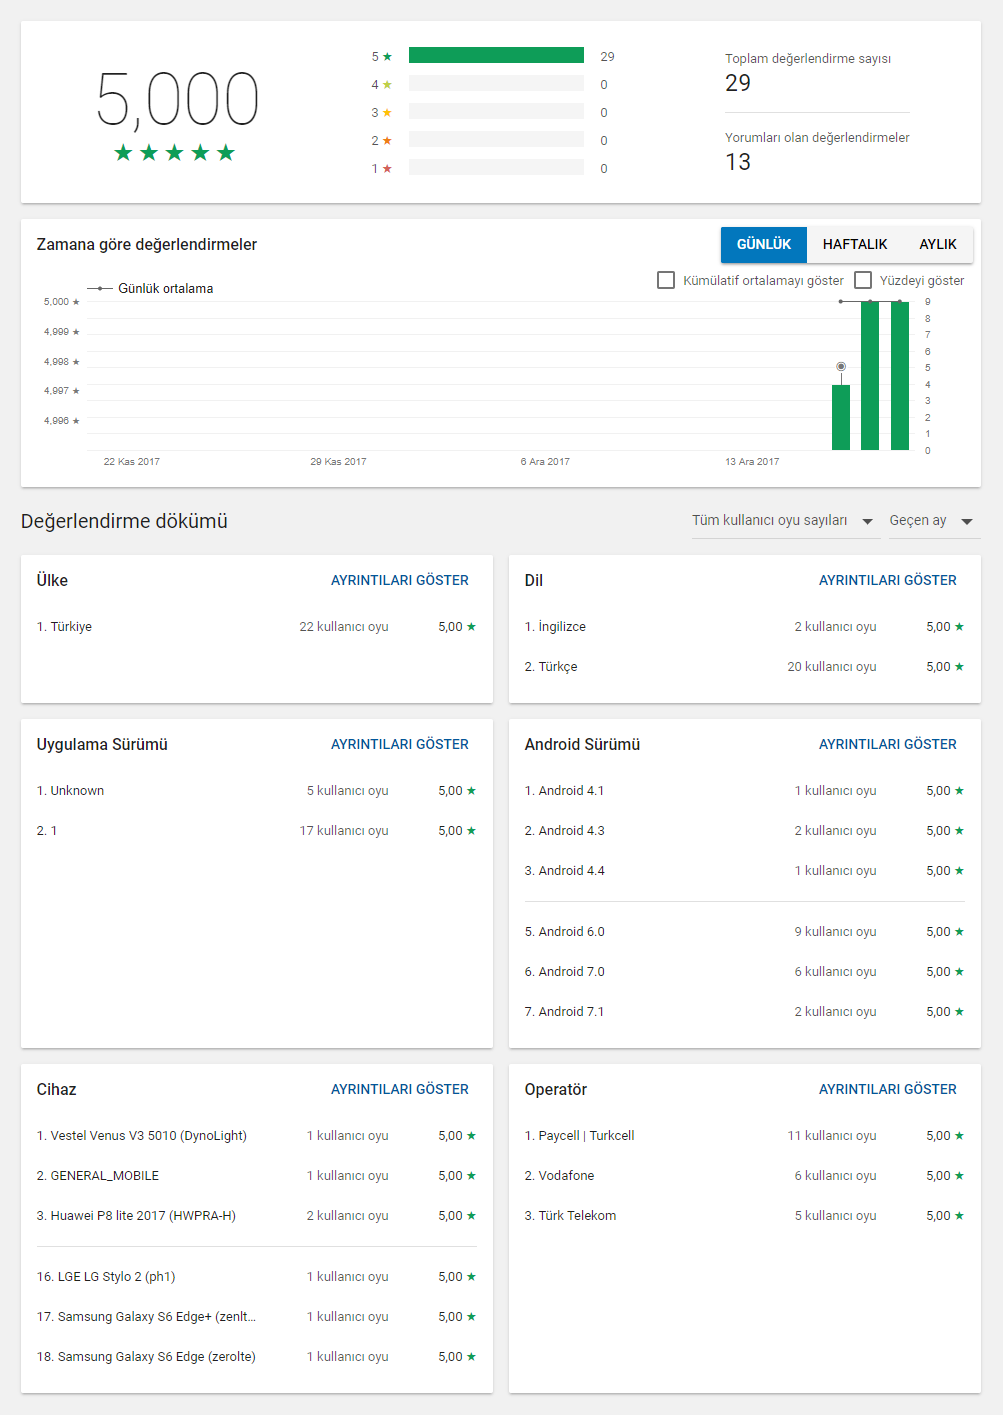 5,000
★★★★★
5 ★ 29
4 ★ 0
3 ★ 0
2 ★ 0
1 ★ 0
Toplam değerlendirme sayısı
29
Yorumları olan değerlendirmeler
13
Zamana göre değerlendirmeler
GÜNLÜK HAFTALIK AYLIK
Kümülatif ortalamayı göster Yüzdeyi göster
Günlük ortalama
5,000 ★
4,999 ★
4,998 ★
4,997 ★
4,996 ★
9
8
7
6
5
4
3
2
1
0
22 Kas 2017 29 Kas 2017 6 Ara 2017 13 Ara 2017
Değerlendirme dökümü
Tüm kullanıcı oyu sayıları Geçen ay
Ülke AYRINTILARI GÖSTER
1. Türkiye 22 kullanıcı oyu 5,00 ★
Dil AYRINTILARI GÖSTER
1. İngilizce 2 kullanıcı oyu 5,00 ★
2. Türkçe 20 kullanıcı oyu 5,00 ★
Uygulama Sürümü AYRINTILARI GÖSTER
1. Unknown 5 kullanıcı oyu 5,00 ★
2. 1 17 kullanıcı oyu 5,00 ★
Android Sürümü AYRINTILARI GÖSTER
1. Android 4.1 1 kullanıcı oyu 5,00 ★
2. Android 4.3 2 kullanıcı oyu 5,00 ★
3. Android 4.4 1 kullanıcı oyu 5,00 ★
5. Android 6.0 9 kullanıcı oyu 5,00 ★
6. Android 7.0 6 kullanıcı oyu 5,00 ★
7. Android 7.1 2 kullanıcı oyu 5,00 ★
Cihaz AYRINTILARI GÖSTER
1. Vestel Venus V3 5010 (DynoLight) 1 kullanıcı oyu 5,00 ★
2. GENERAL_MOBILE 1 kullanıcı oyu 5,00 ★
3. Huawei P8 lite 2017 (HWPRA-H) 2 kullanıcı oyu 5,00 ★
16. LGE LG Stylo 2 (ph1) 1 kullanıcı oyu 5,00 ★
17. Samsung Galaxy S6 Edge+ (zenlt... 1 kullanıcı oyu 5,00 ★
18. Samsung Galaxy S6 Edge (zerolte) 1 kullanıcı oyu 5,00 ★
Operatör AYRINTILARI GÖSTER
1. Paycell | Turkcell 11 kullanıcı oyu 5,00 ★
2. Vodafone 6 kullanıcı oyu 5,00 ★
3. Türk Telekom 5 kullanıcı oyu 5,00 ★